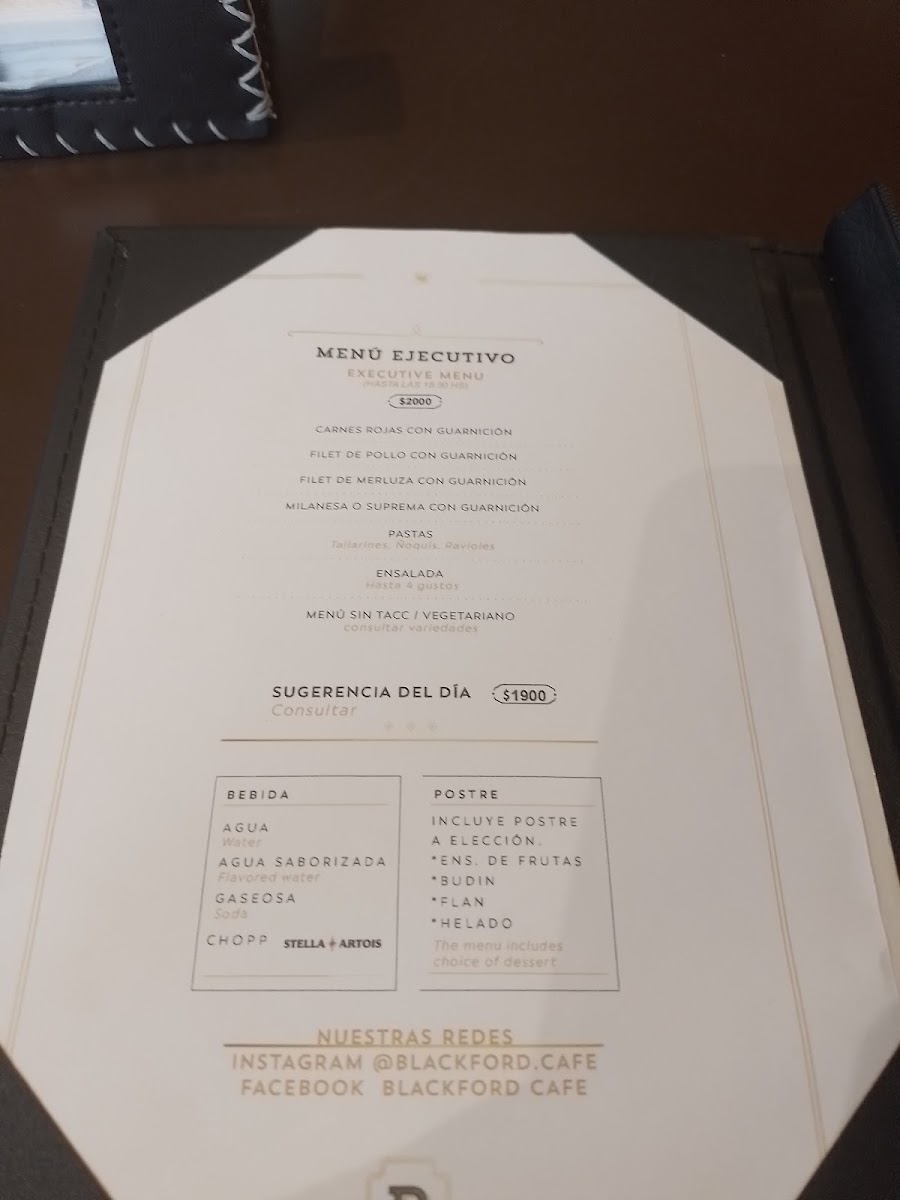 MENÚ EJECUTIVO
EXECUTIVE MENU
$2000
CARNES ROJAS CON GUARNICIÓN
FILET DE POLLO CON GUARNICIÓN
FILET DE MERLUZA CON GUARNICIÓN
MILANESA O SUPREMA CON GUARNICIÓN
PASTAS
Tallarines, Ñoquis, Ravioles
ENSALADA
Hasta 4 gustos
MENÚ SIN TACC / VEGETARIANO
consultar variedades
SUGERENCIA DEL DÍA $1900
Consultar
BEBIDA
AGUA
Water
AGUA SABORIZADA
Flavored water
GASEOSA
Soda
CHOPP STELLA ARTOIS
POSTRE
INCLUYE POSTRE
A ELECCIÓN.
*ENS. DE FRUTAS
*BUDIN
*FLAN
*HELADO
The menu includes
choice of dessert
NUESTRAS REDES
INSTAGRAM @BLACKFORD.CAFE
FACEBOOK BLACKFORD CAFE